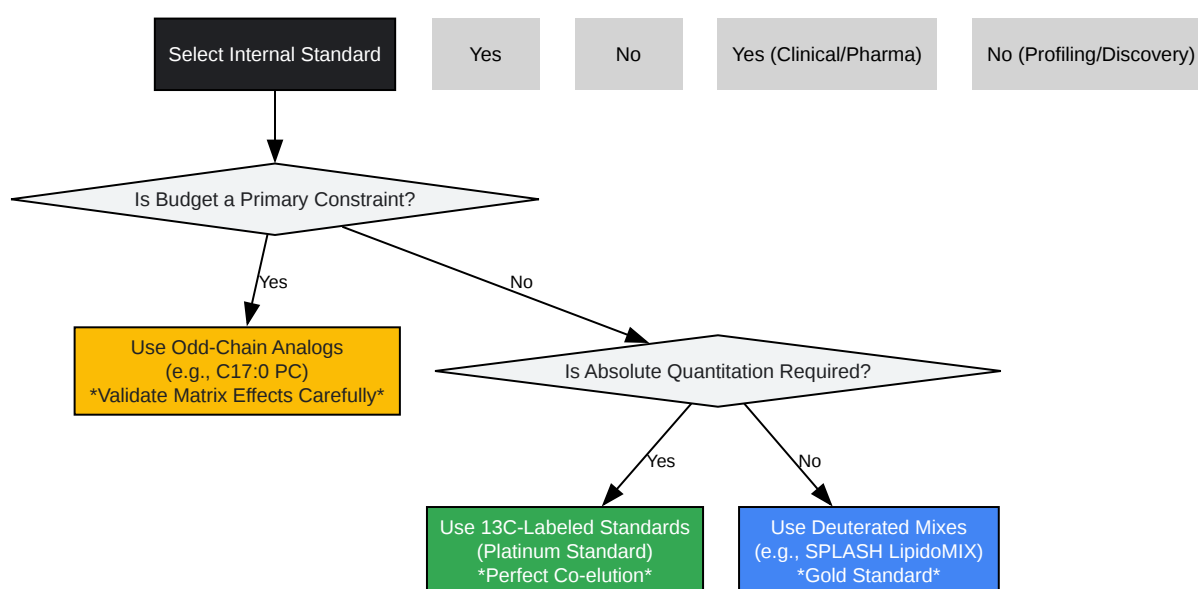 Select Internal Standard
Yes
No
Yes (Clinical/Pharma)
No (Profiling/Discovery)
Is Budget a Primary Constraint?
Yes
No
Use Odd-Chain Analogs
(e.g., C17:0 PC)
*Validate Matrix Effects Carefully*
Is Absolute Quantitation Required?
Yes
No
Use 13C-Labeled Standards
(Platinum Standard)
*Perfect Co-elution*
Use Deuterated Mixes
(e.g., SPLASH LipidoMIX)
*Gold Standard*